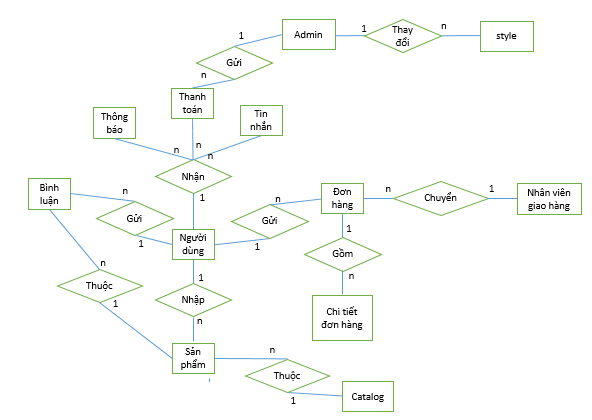 1
Admin
1
Thay
đổi
n
style
Gửi
n
Thanh
toán
Thông
báo
Tin
nhắn
n
n
n
Nhận
1
Bình
luận
n
Gửi
1
Người
dùng
n
Gửi
1
Đơn
hàng
n
Chuyển
1
Nhân viên
giao hàng
1
Gồm
n
Chi tiết
đơn hàng
n
Thuộc
1
1
Nhập
n
Sản
phẩm
n
Thuộc
1
Catalog